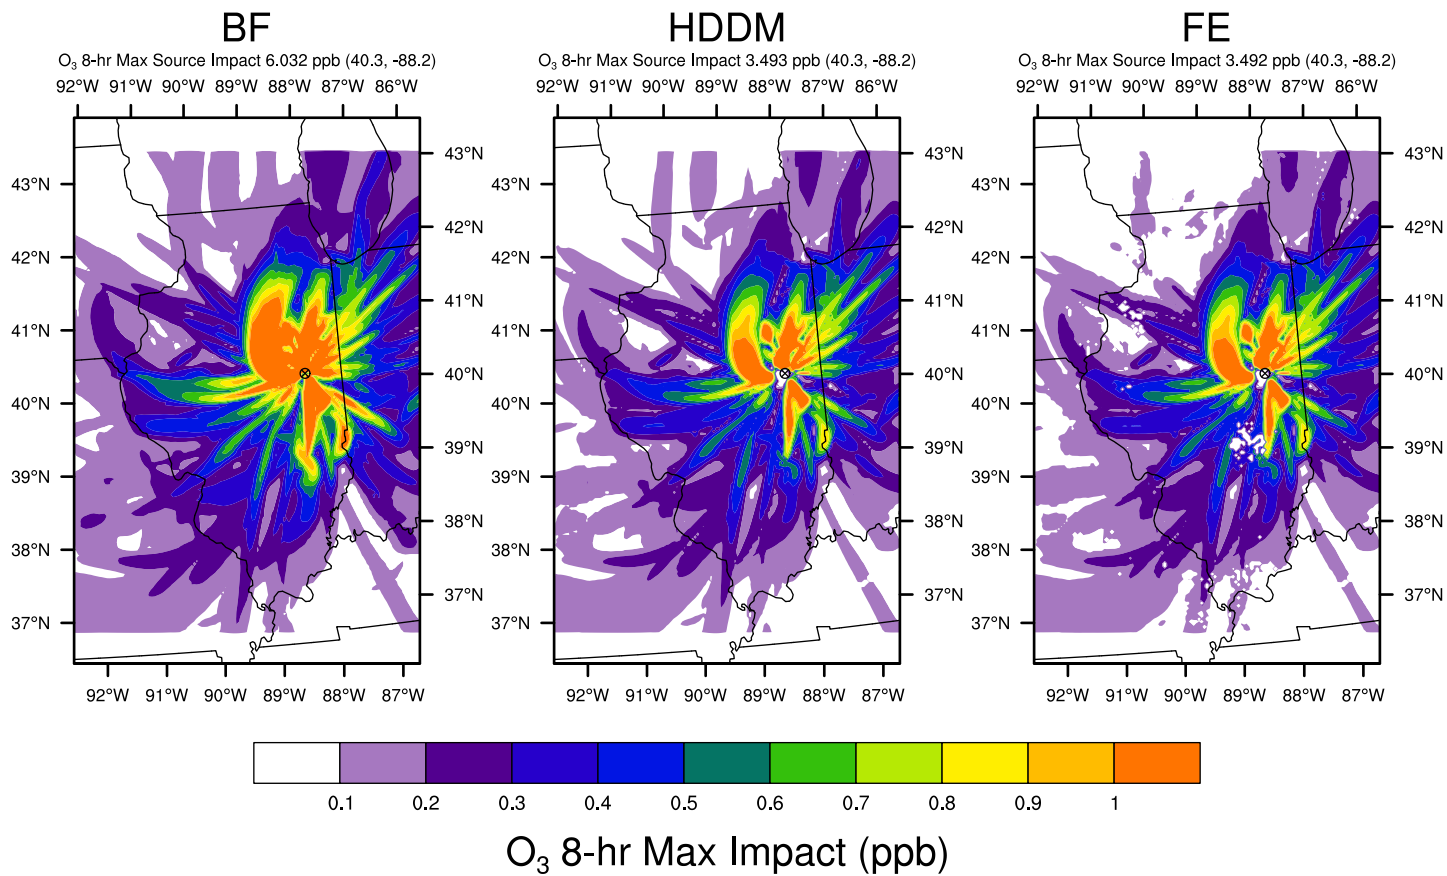 BF HDDM FE
O₃ 8-hr Max Source Impact 6.032 ppb (40.3, -88.2) O₃ 8-hr Max Source Impact 3.493 ppb (40.3, -88.2) O₃ 8-hr Max Source Impact 3.492 ppb (40.3, -88.2)
92°W 91°W 90°W 89°W 88°W 87°W 86°W 92°W 91°W 90°W 89°W 88°W 87°W 86°W 92°W 91°W 90°W 89°W 88°W 87°W 86°W
43°N 43°N 43°N
43°N 43°N 43°N
42°N 42°N 42°N
42°N 42°N 42°N
41°N 41°N 41°N
41°N 41°N 41°N
40°N 40°N 40°N
40°N 40°N 40°N
39°N 39°N 39°N
39°N 39°N 39°N
38°N 38°N 38°N
38°N 38°N 38°N
37°N 37°N 37°N
37°N 37°N 37°N
92°W 91°W 90°W 89°W 88°W 87°W 92°W 91°W 90°W 89°W 88°W 87°W 92°W 91°W 90°W 89°W 88°W 87°W
0.1 0.2 0.3 0.4 0.5 0.6 0.7 0.8 0.9 1
O₃ 8-hr Max Impact (ppb)